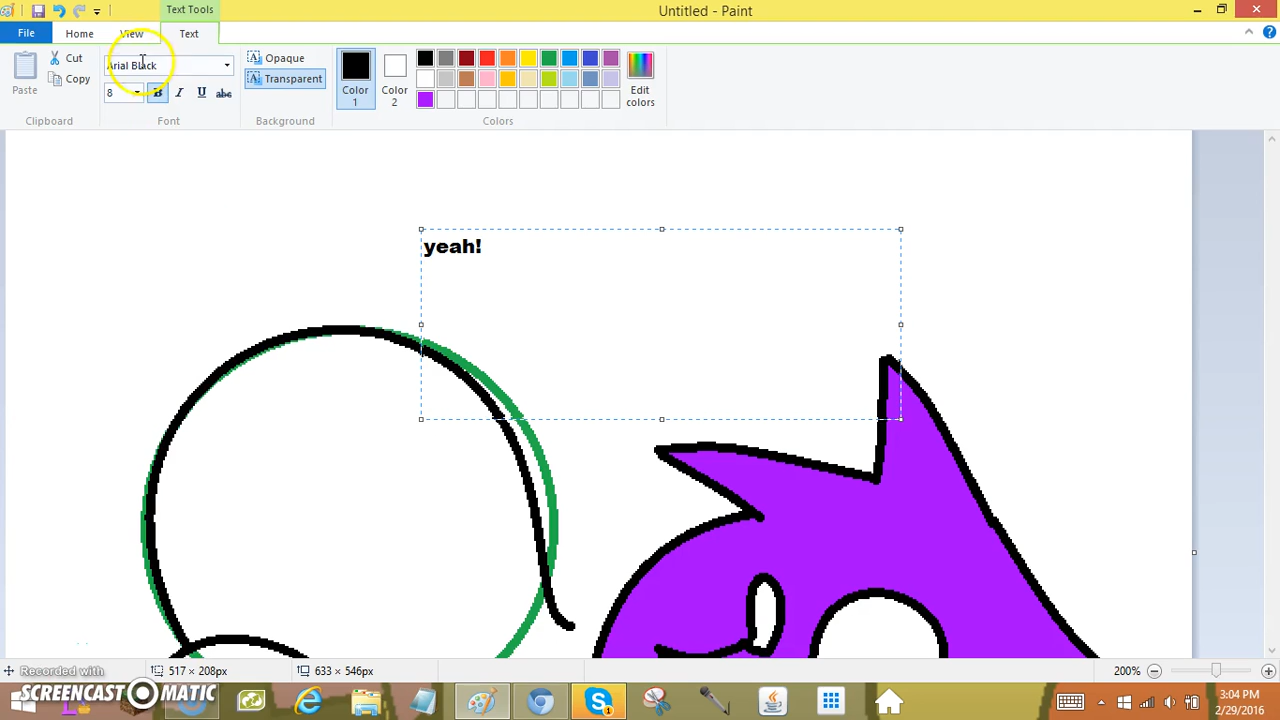 Text Tools
Untitled - Paint
File Home View Text
Paste
Cut
Copy
Clipboard
Arial Black
8 B I U abc
Font
Opaque
Transparent
Background
Color 1
Color 2
Edit colors
Colors
yeah!
517 × 208px
633 × 546px
200%
Recorded with
SCREENCAST MATIC
3:04 PM
2/29/2016